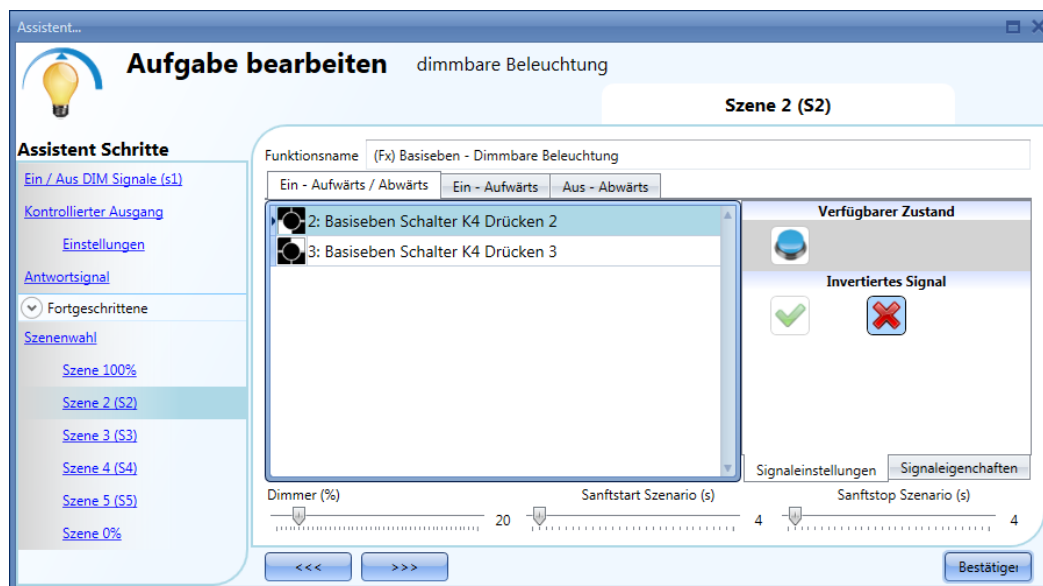 Assistent...
Aufgabe bearbeiten dimmbare Beleuchtung
Szene 2 (S2)
Assistent Schritte
Ein / Aus DIM Signale (s1)
Kontrollierter Ausgang
Einstellungen
Antwortsignal
Fortgeschrittene
Szenenwahl
Szene 100%
Szene 2 (S2)
Szene 3 (S3)
Szene 4 (S4)
Szene 5 (S5)
Szene 0%
Funktionsname (Fx) Basiseben - Dimmbare Beleuchtung
Ein - Aufwärts / Abwärts Ein - Aufwärts Aus - Abwärts
2: Basiseben Schalter K4 Drücken 2
3: Basiseben Schalter K4 Drücken 3
Verfügbarer Zustand
Invertiertes Signal
Signaleinstellungen Signaleigenchaften
Dimmer (%) Sanftstart Szenario (s) Sanftstop Szenario (s)
20 4 4
<<< >>> Bestätiger